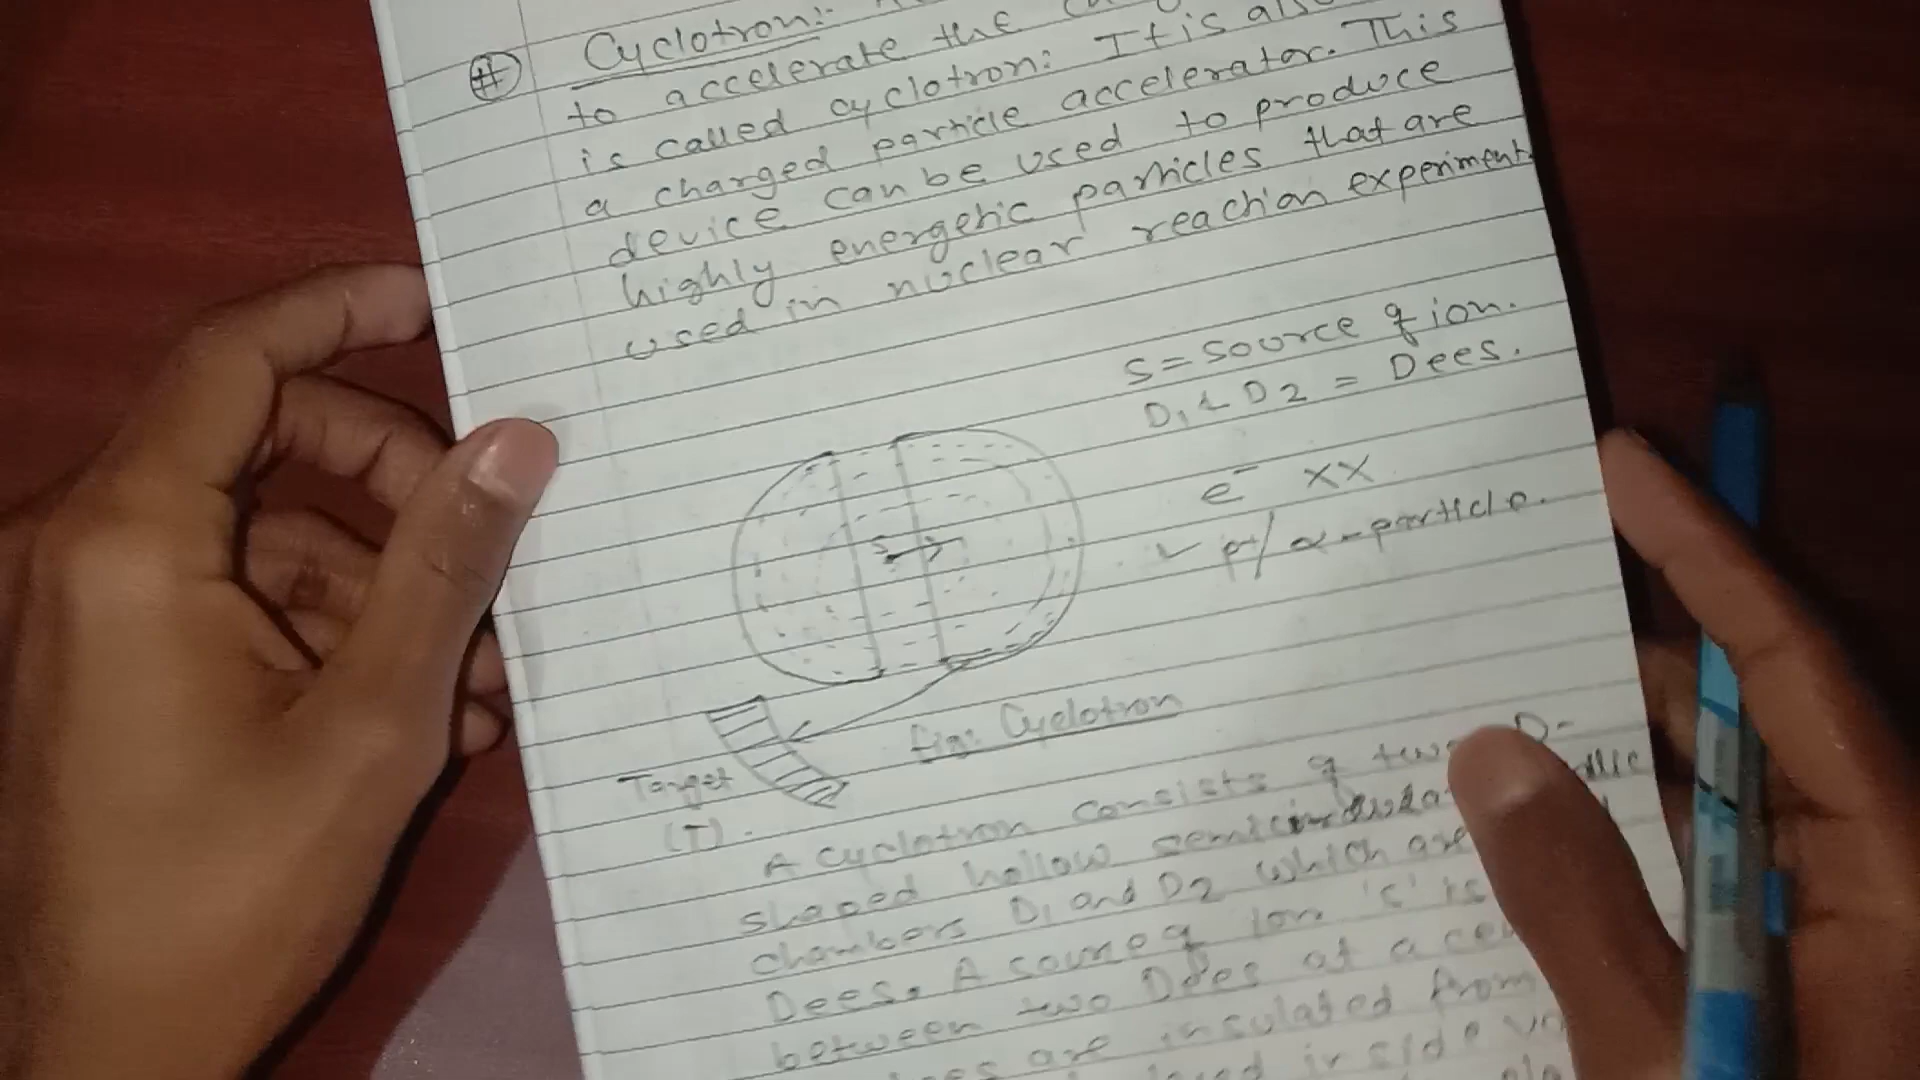 # Cyclotron:-
to accelerate the
is called cyclotron: It is also
a charged particle accelerator. This
device can be used to produce
highly energetic particles that are
used in nuclear reaction experiment.
S = Source of ion.
D1 & D2 = Dees.
e- XX
✓ p+/ α-particle.
S
Fig: Cyclotron
Target
(T).
A cyclotron consists of two D-
shaped hollow
chambers D1 and D2 which are
Dees. A source of ion 'S' is
between two Dees at a
are insulated from
inside